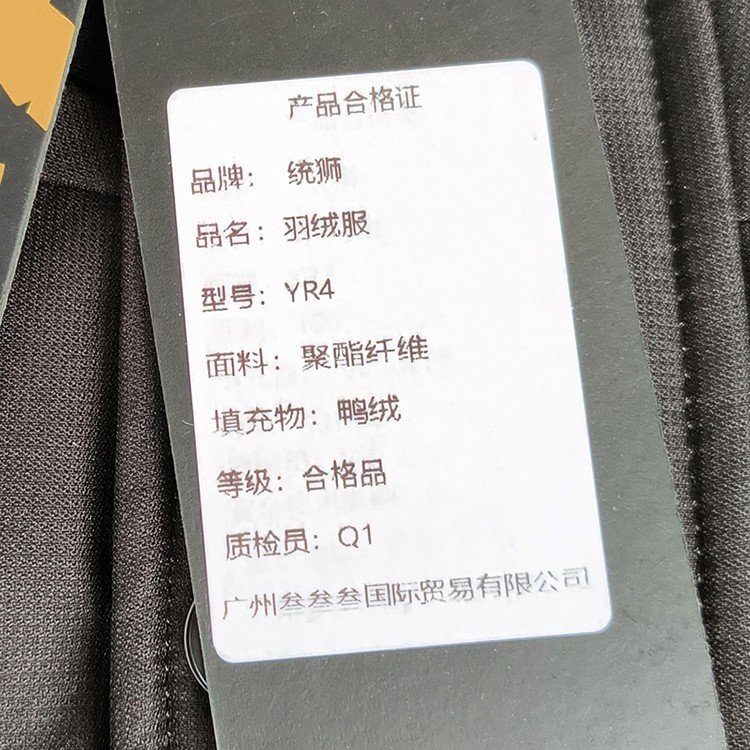 产品合格证
品牌： 统狮
品名：羽绒服
型号：YR4
面料：聚酯纤维
填充物：鸭绒
等级：合格品
质检员：Q1
广州叁叁叁国际贸易有限公司